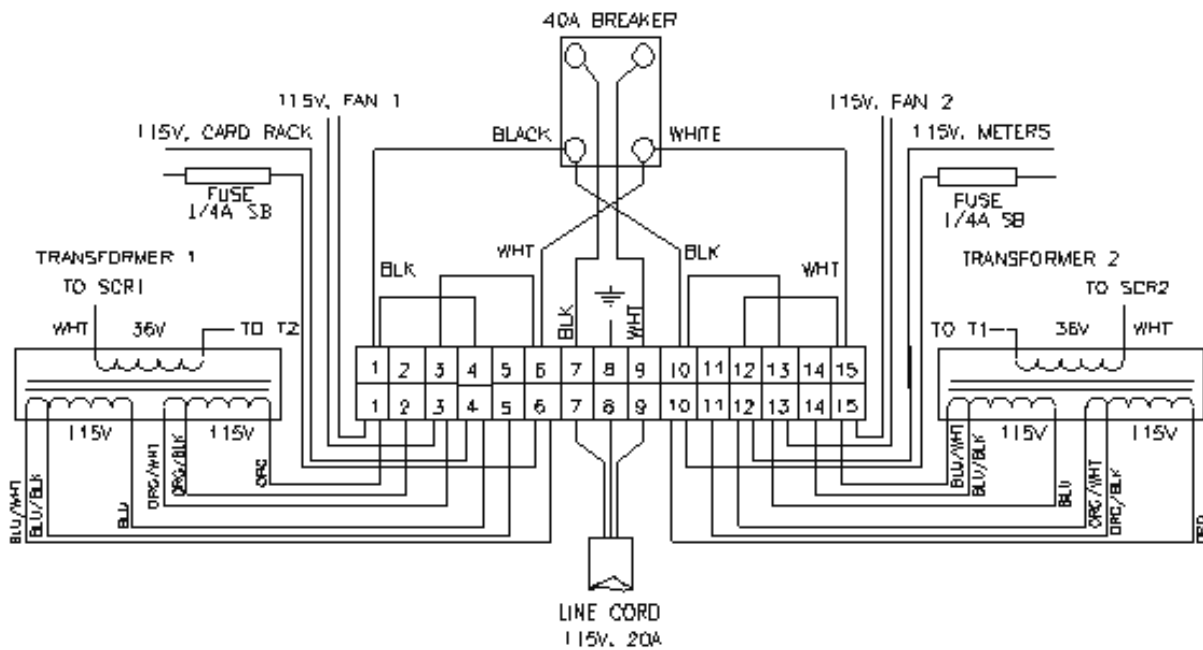 40A BREAKER
115V, FAN 1
115V, FAN 2
115V, CARD RACK
BLACK
WHITE
115V, METERS
FUSE
1/4A SB
FUSE
1/4A SB
TRANSFORMER 1
TO SCR1
WHT
36V
TO T2
BLK
WHT
BLK
WHT
BLK
WHT
TRANSFORMER 2
TO SCR2
TO T1
36V
WHT
1 2 3 4 5 6 7 8 9 10 11 12 13 14 15
1 2 3 4 5 6 7 8 9 10 11 12 13 14 15
115V
115V
115V
115V
BLU/WHT
BLU/BLK
BLU
ORG/WHT
ORG/BLK
ORG
BLU/WHT
BLU/BLK
BLU
ORG/WHT
ORG/BLK
ORG
LINE CORD
115V, 20A